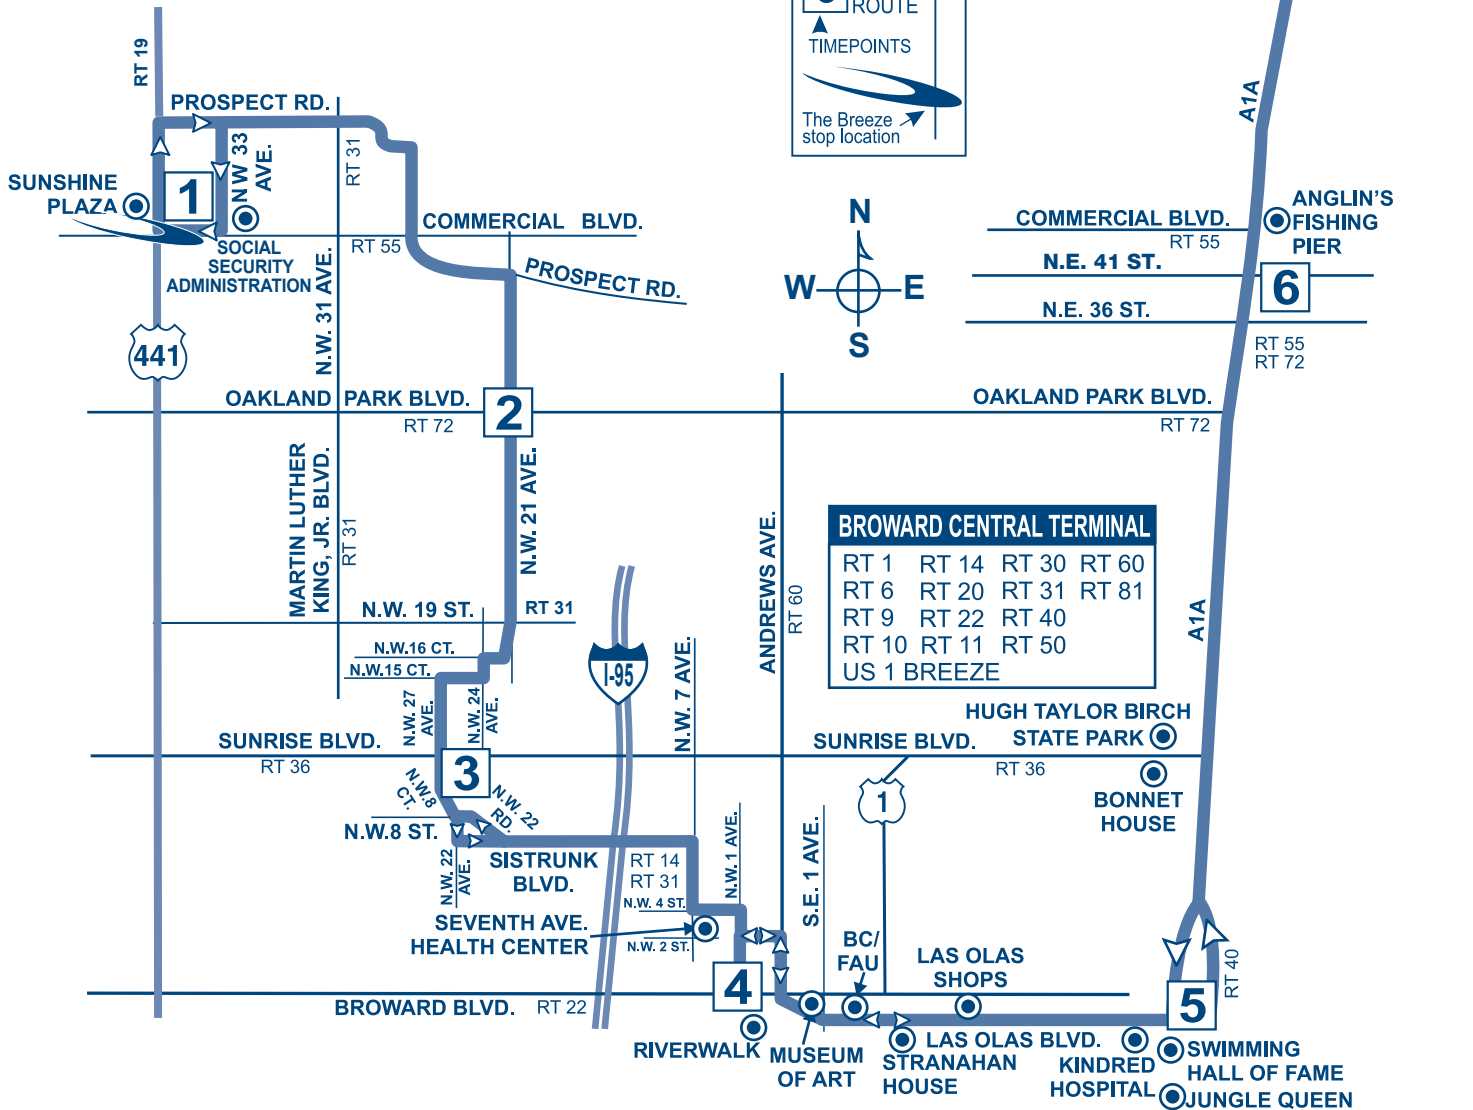 ROUTE
TIMEPOINTS
The Breeze
stop location
RT 19
PROSPECT RD.
NW 33
AVE.
RT 31
SUNSHINE
PLAZA
1
SOCIAL
SECURITY
ADMINISTRATION
COMMERCIAL BLVD.
RT 55
PROSPECT RD.
N.W. 31 AVE.
441
N
W
E
S
A1A
COMMERCIAL BLVD.
RT 55
ANGLIN'S
FISHING
PIER
N.E. 41 ST.
6
N.E. 36 ST.
RT 55
RT 72
OAKLAND PARK BLVD.
RT 72
2
OAKLAND PARK BLVD.
RT 72
MARTIN LUTHER
KING, JR. BLVD.
RT 31
N.W. 21 AVE.
ANDREWS AVE.
RT 60
BROWARD CENTRAL TERMINAL
RT 1 RT 14 RT 30 RT 60
RT 6 RT 20 RT 31 RT 81
RT 9 RT 22 RT 40
RT 10 RT 11 RT 50
US 1 BREEZE
A1A
N.W. 19 ST.
RT 31
N.W.16 CT.
N.W.15 CT.
I-95
N.W. 7 AVE.
N.W. 27
AVE.
N.W. 24
AVE.
HUGH TAYLOR BIRCH
STATE PARK
SUNRISE BLVD.
RT 36
3
SUNRISE BLVD.
RT 36
1
BONNET
HOUSE
N.W.8
CT.
N.W. 22
RD.
N.W.8 ST.
N.W. 22
AVE.
SISTRUNK
BLVD.
RT 14
RT 31
N.W. 4 ST.
N.W. 1 AVE.
S.E. 1 AVE.
SEVENTH AVE.
HEALTH CENTER
N.W. 2 ST.
BC/
FAU
LAS OLAS
SHOPS
RT 40
4
BROWARD BLVD.
RT 22
5
RIVERWALK
MUSEUM
OF ART
STRANAHAN
HOUSE
LAS OLAS BLVD.
KINDRED
HOSPITAL
SWIMMING
HALL OF FAME
JUNGLE QUEEN